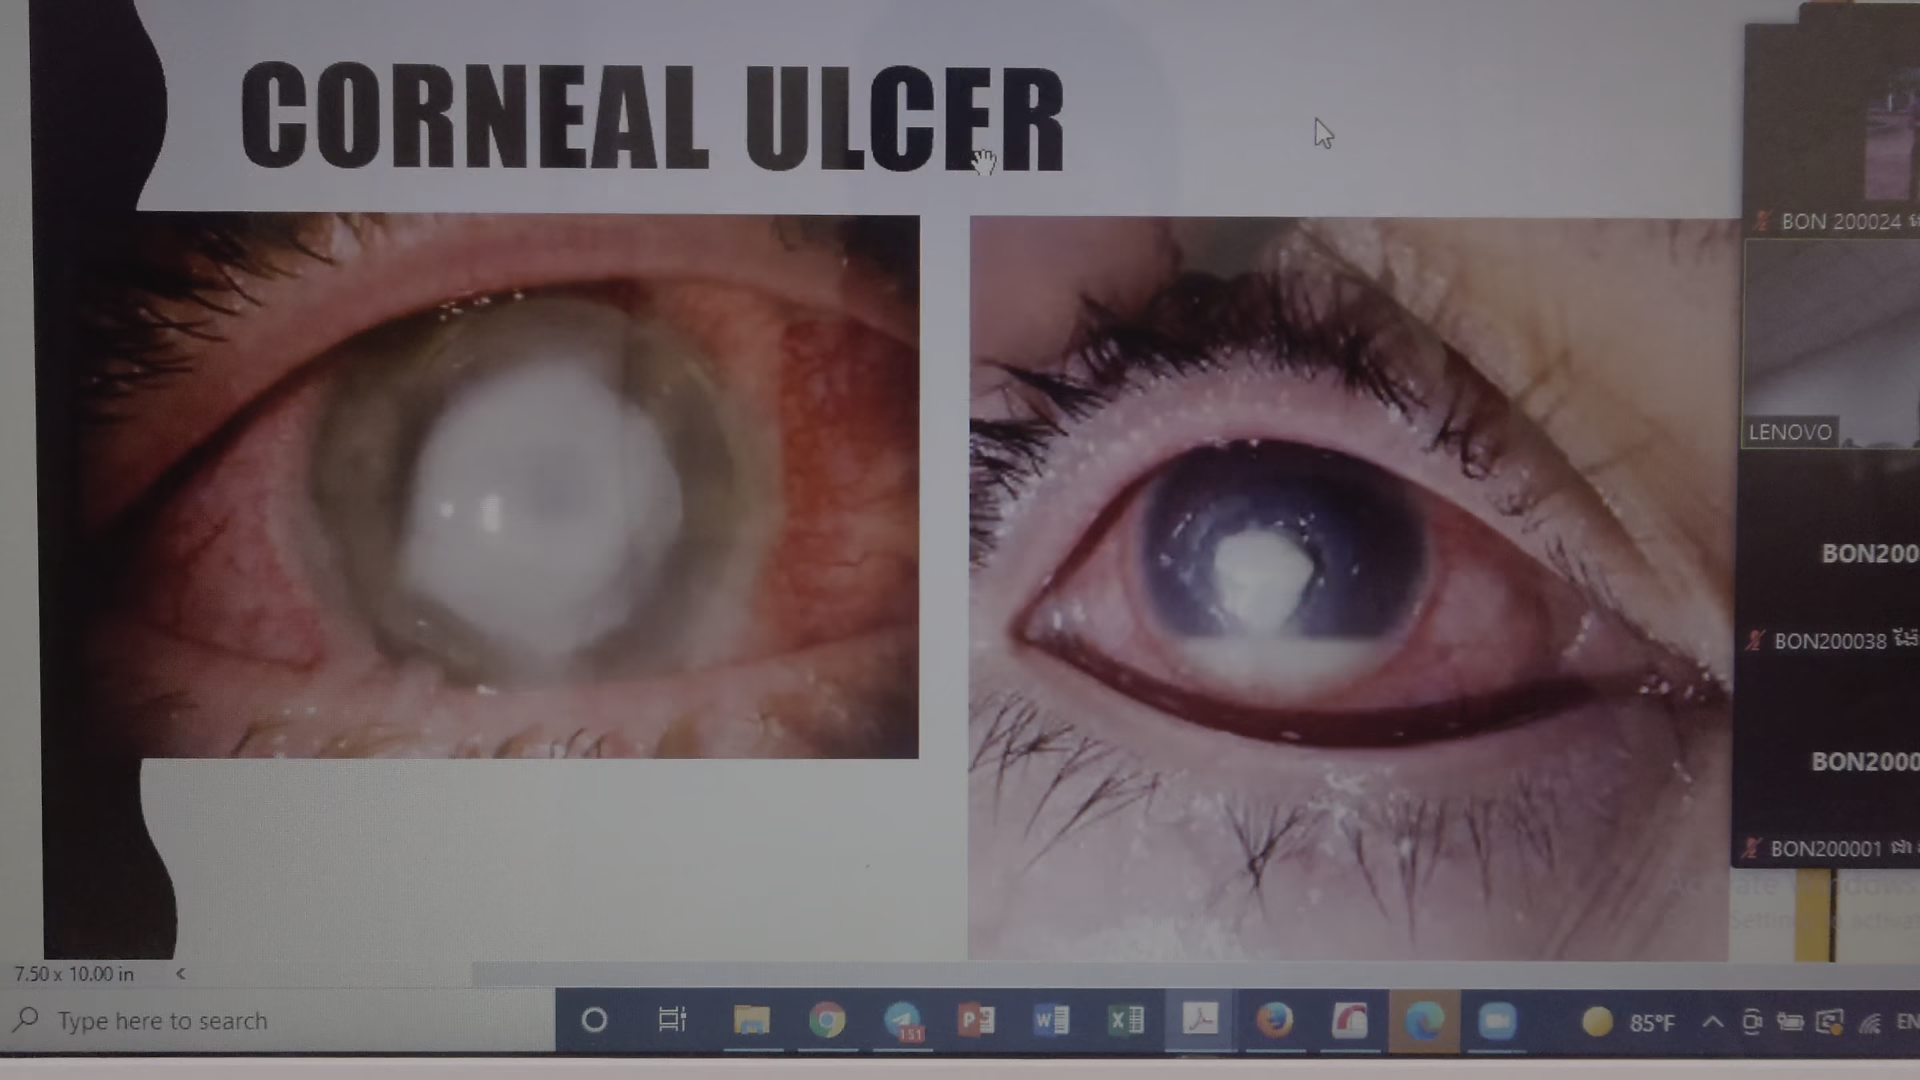 CORNEAL ULCER
BON 200024
LENOVO
BON200
BON200038
BON2000
BON200001
7.50 x 10.00 in
Type here to search
151
85°F
EN